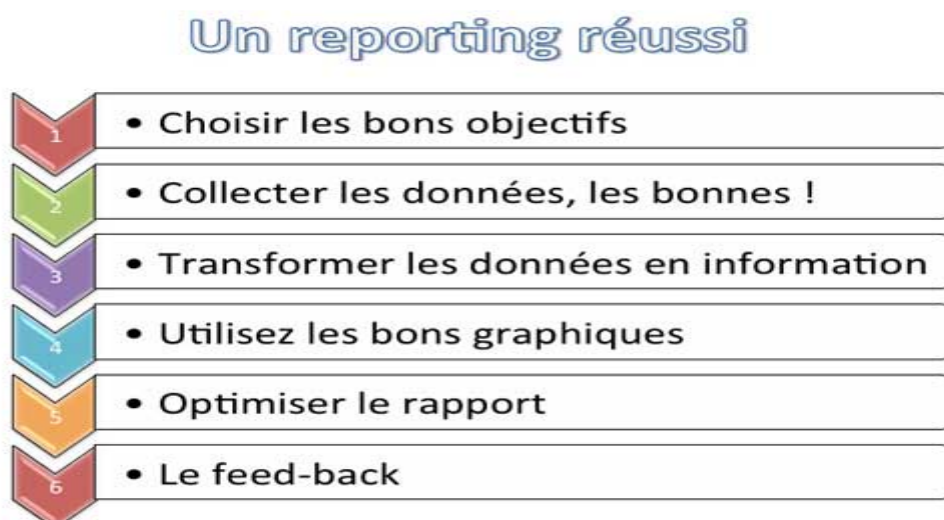 Un reporting réussi
1 • Choisir les bons objectifs
2 • Collecter les données, les bonnes !
3 • Transformer les données en information
4 • Utilisez les bons graphiques
5 • Optimiser le rapport
6 • Le feed-back